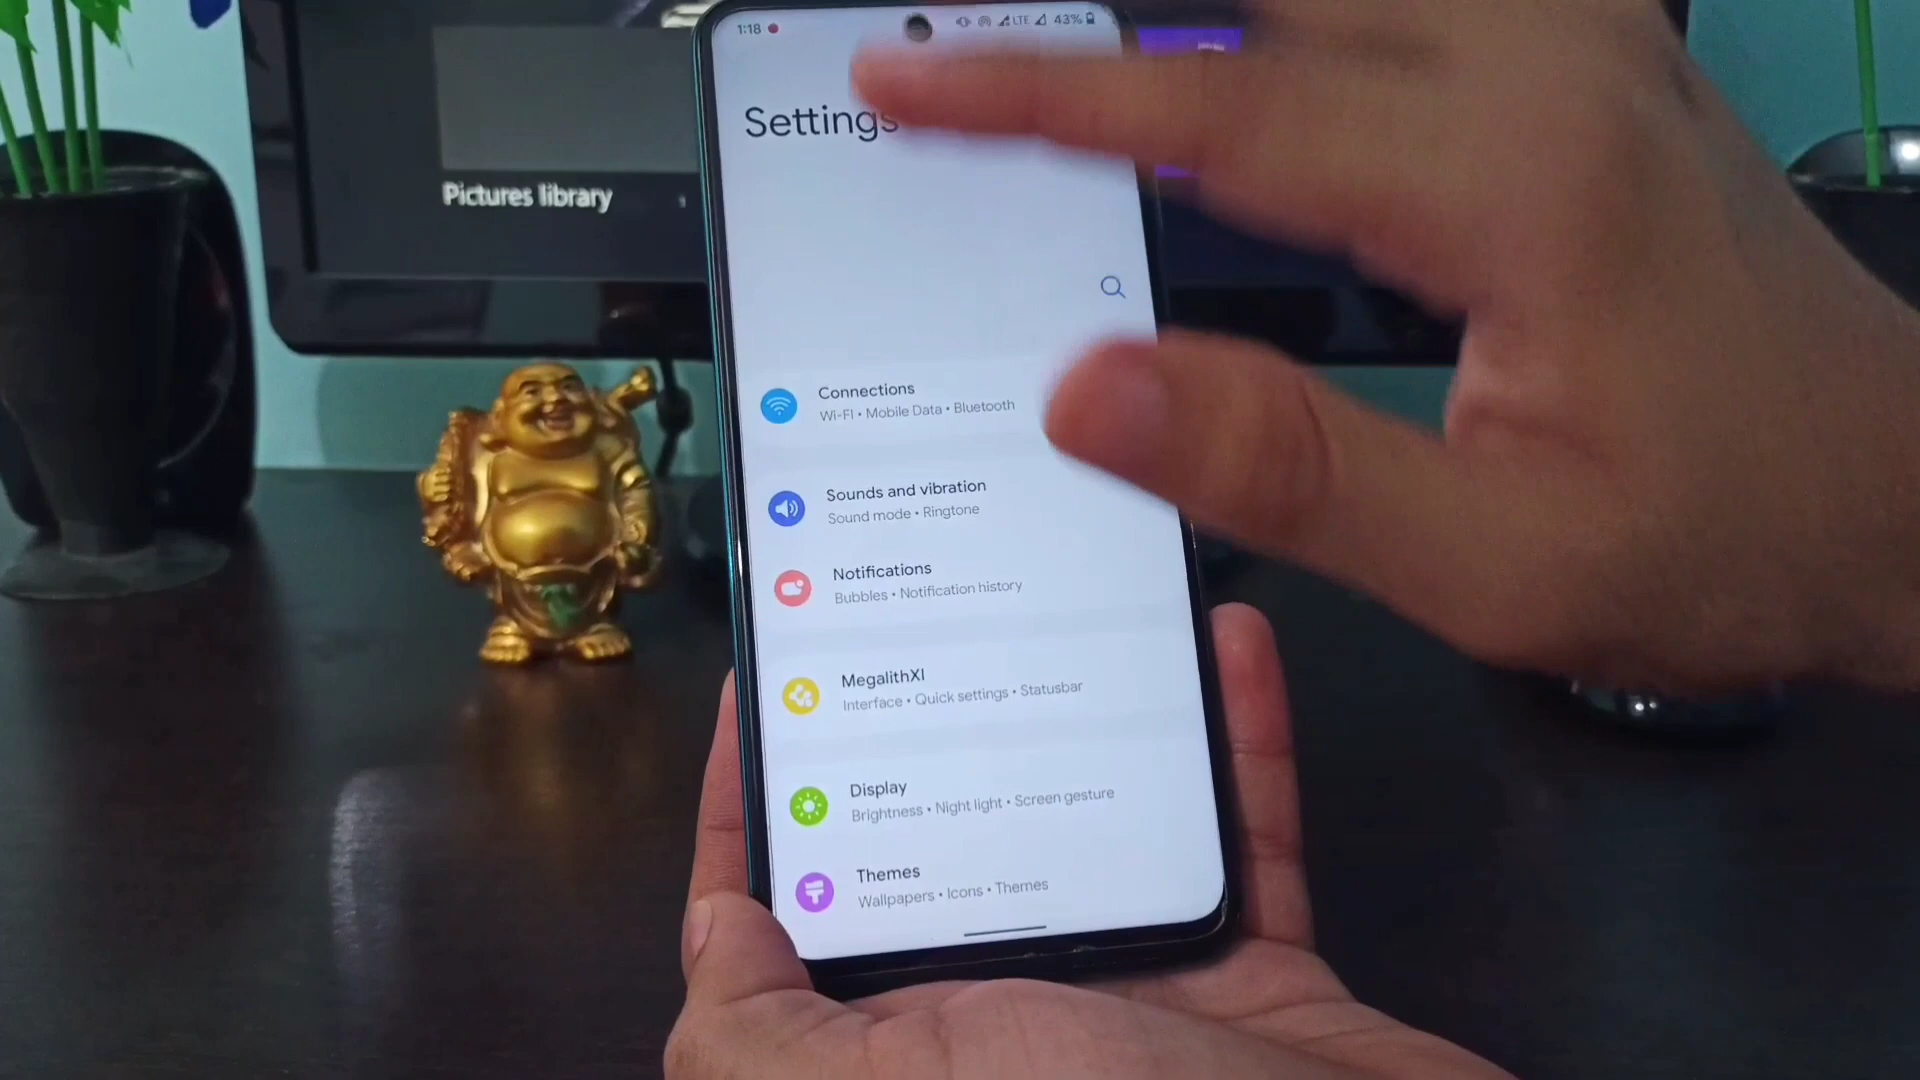 1:18
LTE 43%
Settings
Pictures library
Connections
Wi-Fi • Mobile Data • Bluetooth
Sounds and vibration
Sound mode • Ringtone
Notifications
Bubbles • Notification history
MegalithXI
Interface • Quick settings • Statusbar
Display
Brightness • Night light • Screen gesture
Themes
Wallpapers • Icons • Themes